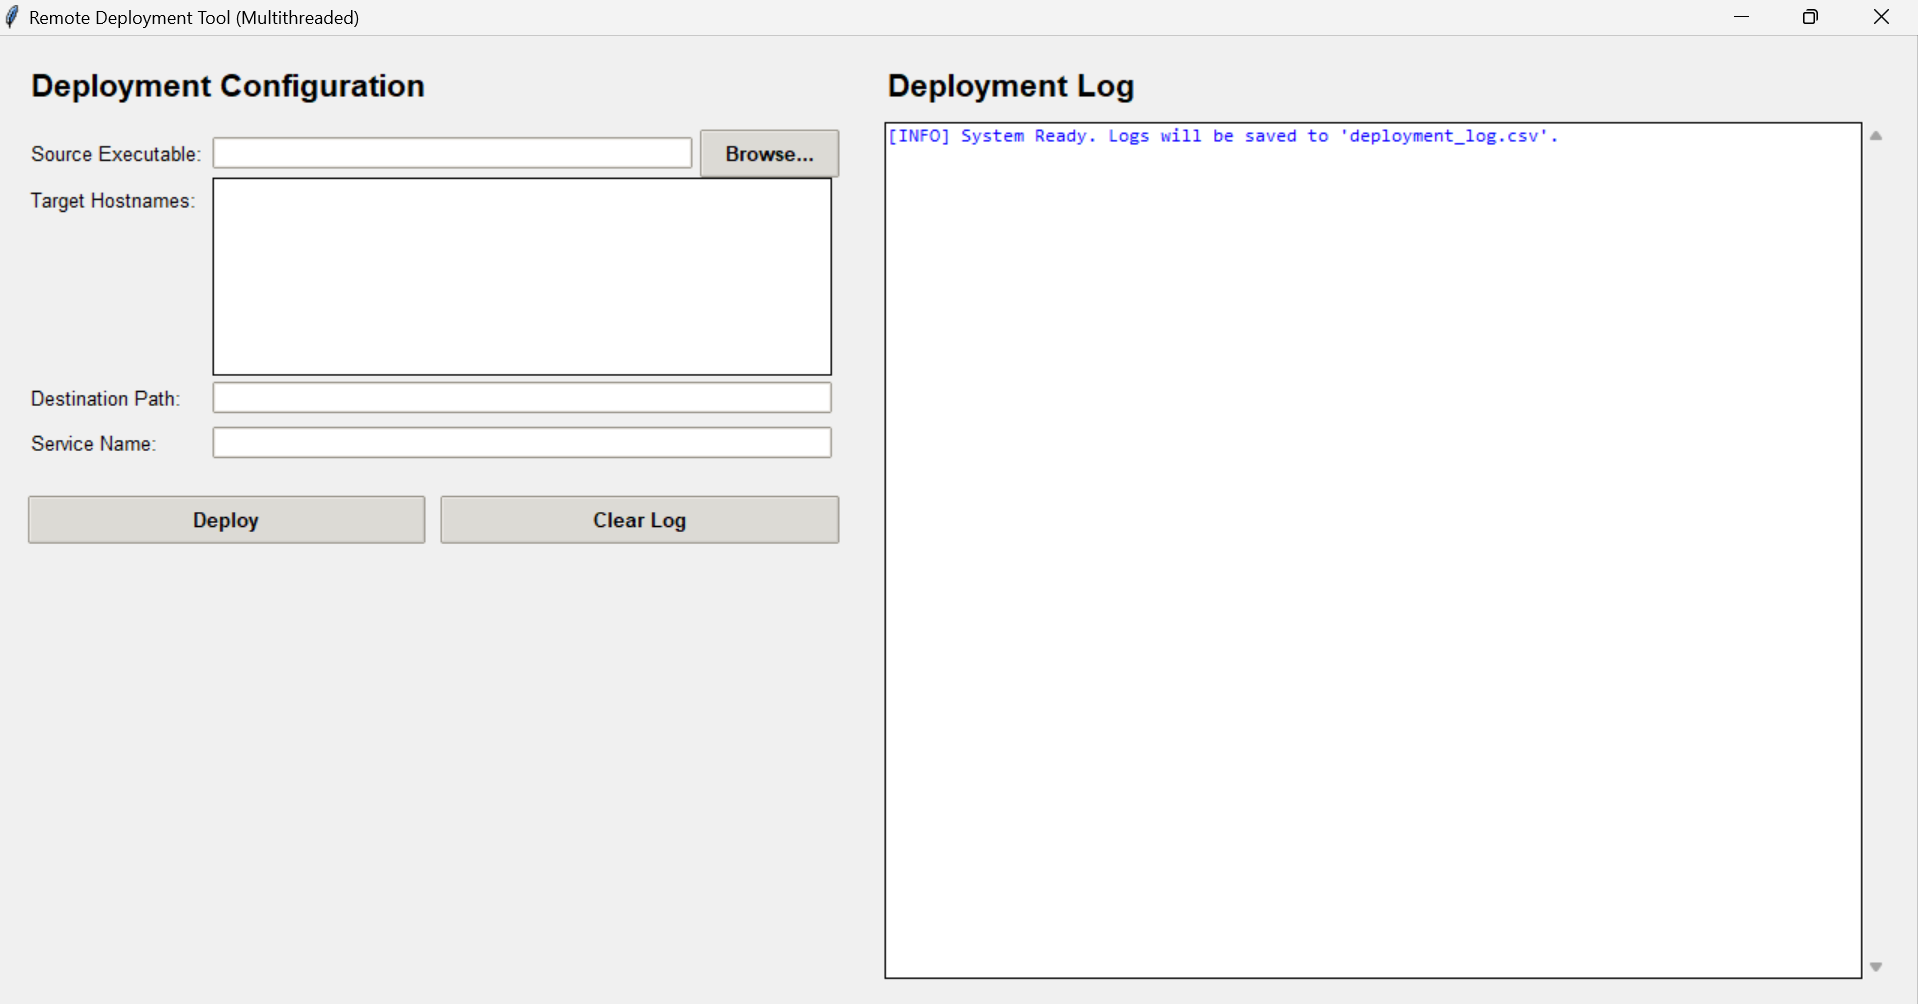 Remote Deployment Tool (Multithreaded)
Deployment Configuration
Source Executable:
Browse...
Target Hostnames:
Destination Path:
Service Name:
Deploy
Clear Log
Deployment Log
[INFO] System Ready. Logs will be saved to 'deployment_log.csv'.